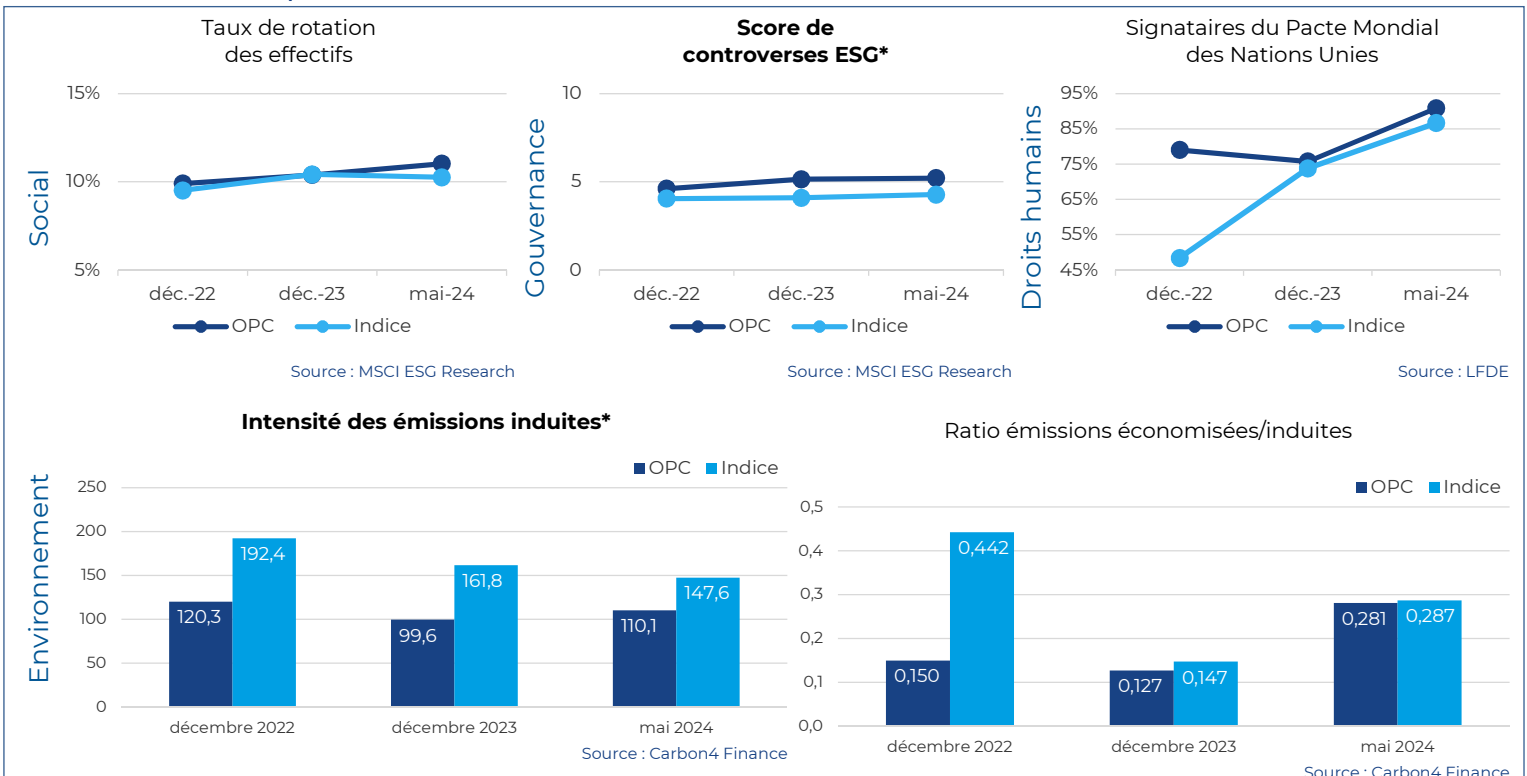 Taux de rotation
des effectifs
Social
15%
10%
5%
déc.-22 déc.-23 mai-24
OPC Indice
Source : MSCI ESG Research
Score de
controverses ESG*
Gouvernance
10
5
0
déc.-22 déc.-23 mai-24
OPC Indice
Source : MSCI ESG Research
Signataires du Pacte Mondial
des Nations Unies
Droits humains
95%
85%
75%
65%
55%
45%
déc.-22 déc.-23 mai-24
OPC Indice
Source : LFDE
Intensité des émissions induites*
Environnement
OPC Indice
250
200
150
100
50
0
120,3 192,4
99,6 161,8
110,1 147,6
décembre 2022 décembre 2023 mai 2024
Source : Carbon4 Finance
Ratio émissions économisées/induites
OPC Indice
0,5
0,4
0,3
0,2
0,1
0,0
0,150 0,442
0,127 0,147
0,281 0,287
décembre 2022 décembre 2023 mai 2024
Source : Carbon4 Finance